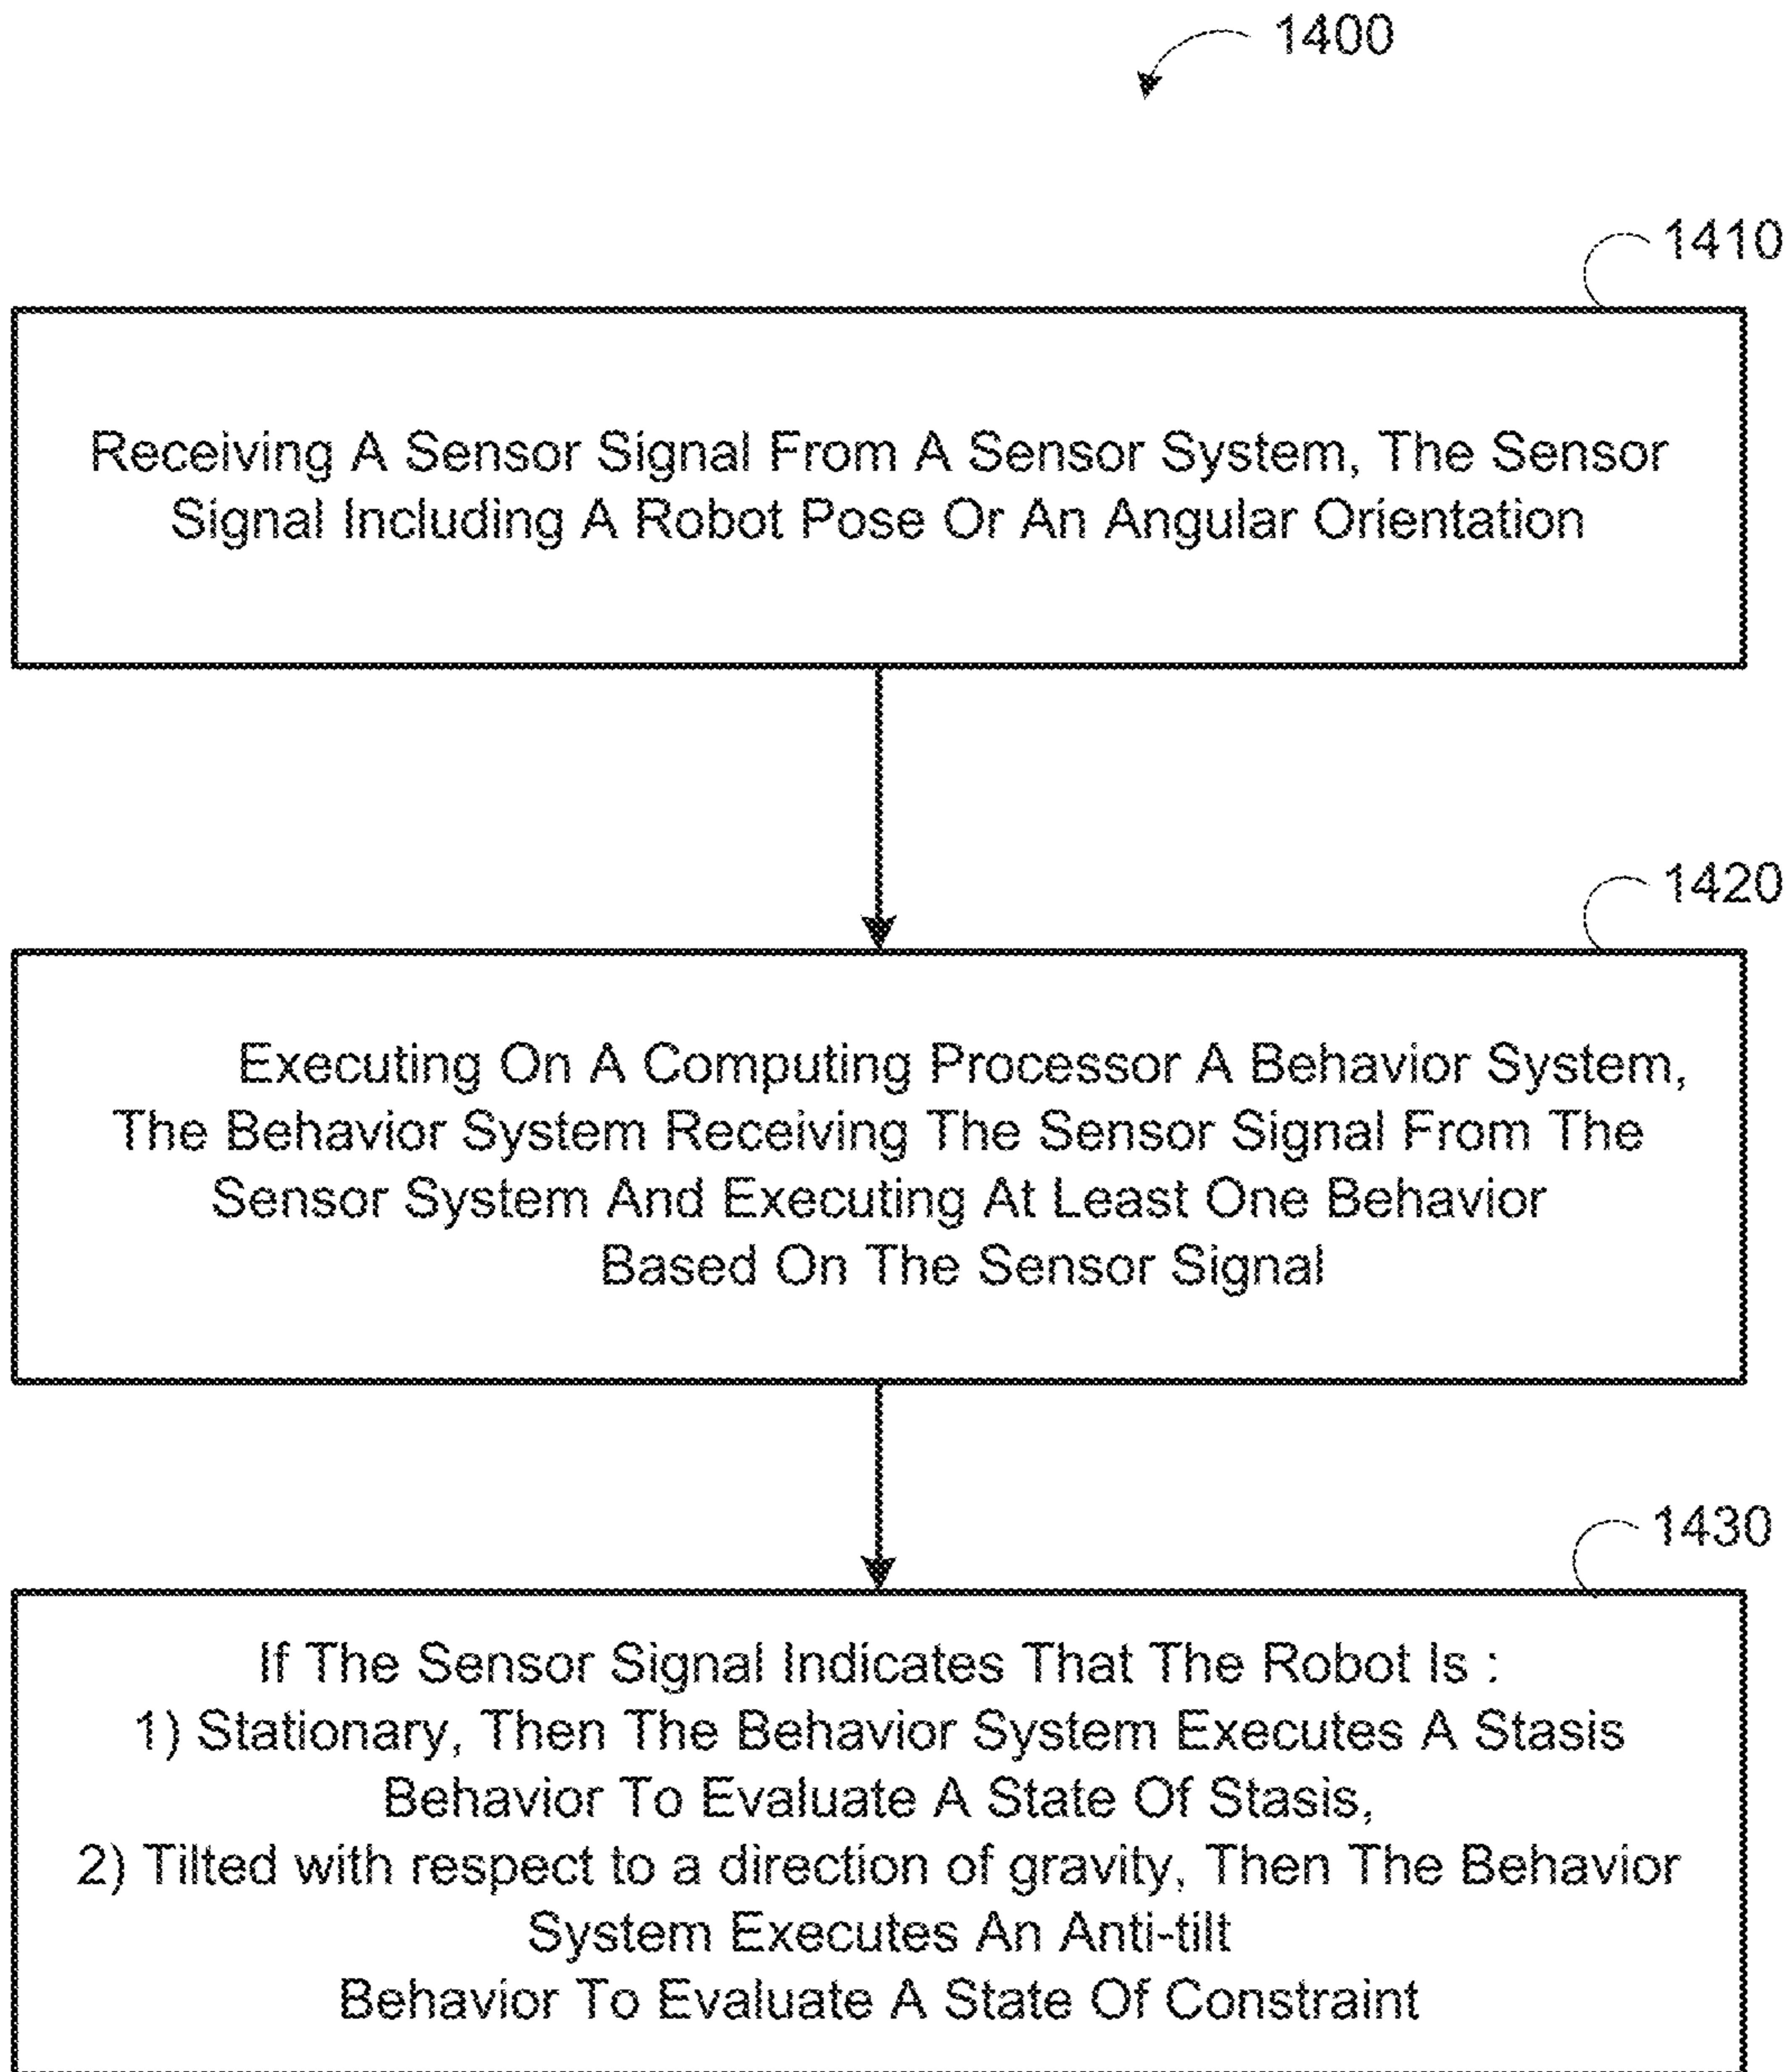 1400
1410
Receiving A Sensor Signal From A Sensor System, The Sensor
Signal Including A Robot Pose Or An Angular Orientation
1420
Executing On A Computing Processor A Behavior System,
The Behavior System Receiving The Sensor Signal From The
Sensor System And Executing At Least One Behavior
Based On The Sensor Signal
1430
If The Sensor Signal Indicates That The Robot Is :
1) Stationary, Then The Behavior System Executes A Stasis
Behavior To Evaluate A State Of Stasis,
2) Tilted with respect to a direction of gravity, Then The Behavior
System Executes An Anti-tilt
Behavior To Evaluate A State Of Constraint